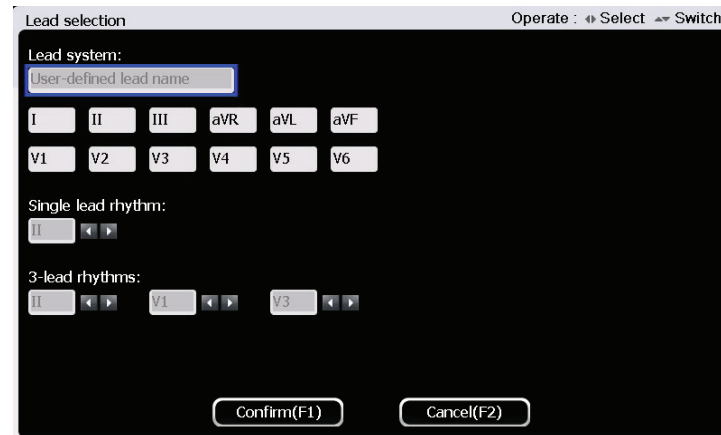 Lead selection Operate : Select Switch
Lead system:
User-defined lead name
I II III aVR aVL aVF
V1 V2 V3 V4 V5 V6
Single lead rhythm:
II
3-lead rhythms:
II V1 V3
Confirm(F1) Cancel(F2)